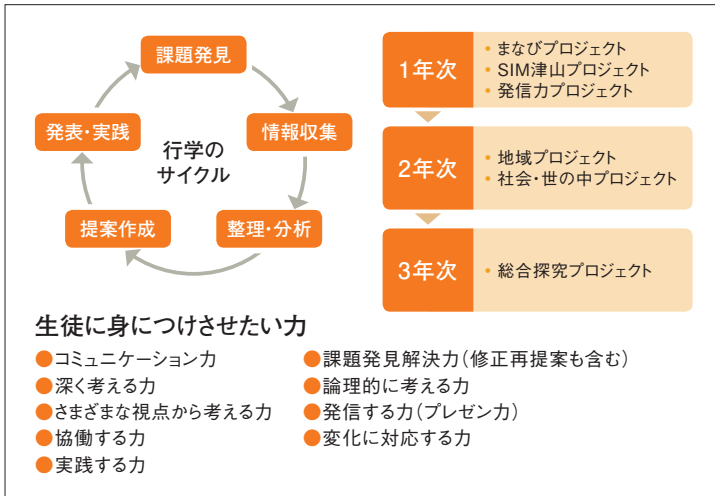 課題発見
情報収集
整理・分析
提案作成
発表・実践
行学の
サイクル
1年次
・まなびプロジェクト
・SIM津山プロジェクト
・発信力プロジェクト
2年次
・地域プロジェクト
・社会・世の中プロジェクト
3年次
・総合探究プロジェクト
生徒に身につけさせたい力
●コミュニケーション力
●深く考える力
●さまざまな視点から考える力
●協働する力
●実践する力
●課題発見解決力(修正再提案も含む)
●論理的に考える力
●発信する力(プレゼン力)
●変化に対応する力